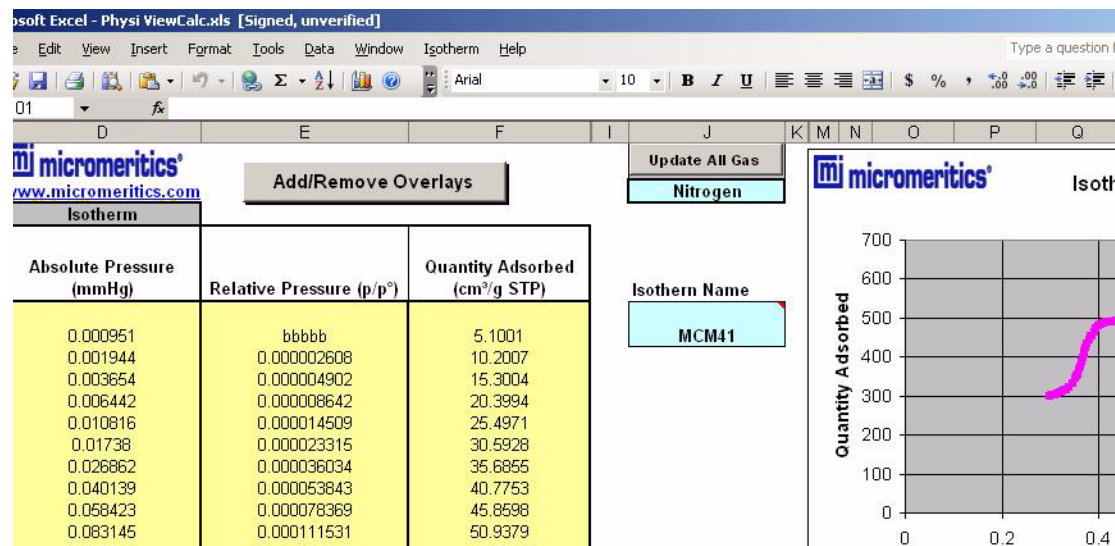 osoft Excel - Physi ViewCalc.xls [Signed, unverified]
Edit View Insert Format Tools Data Window Isotherm Help Type a question f
Arial 10 B I U $ % , .00 .00
01 fx
D E F I J K M N O P Q
mi micromeritics®
www.micromeritics.com
Add/Remove Overlays
Update All Gas
Nitrogen
Isotherm
Absolute Pressure (mmHg) Relative Pressure (p/p°) Quantity Adsorbed (cm³/g STP)
0.000951 bbbbb 5.1001
0.001944 0.000002608 10.2007
0.003654 0.000004902 15.3004
0.006442 0.000008642 20.3994
0.010816 0.000014509 25.4971
0.01738 0.000023315 30.5928
0.026862 0.000036034 35.6855
0.040139 0.000053843 40.7753
0.058423 0.000078369 45.8598
0.083145 0.000111531 50.9379
Isothern Name
MCM41
mi micromeritics®
Isoth
Quantity Adsorbed
700
600
500
400
300
200
100
0
0 0.2 0.4